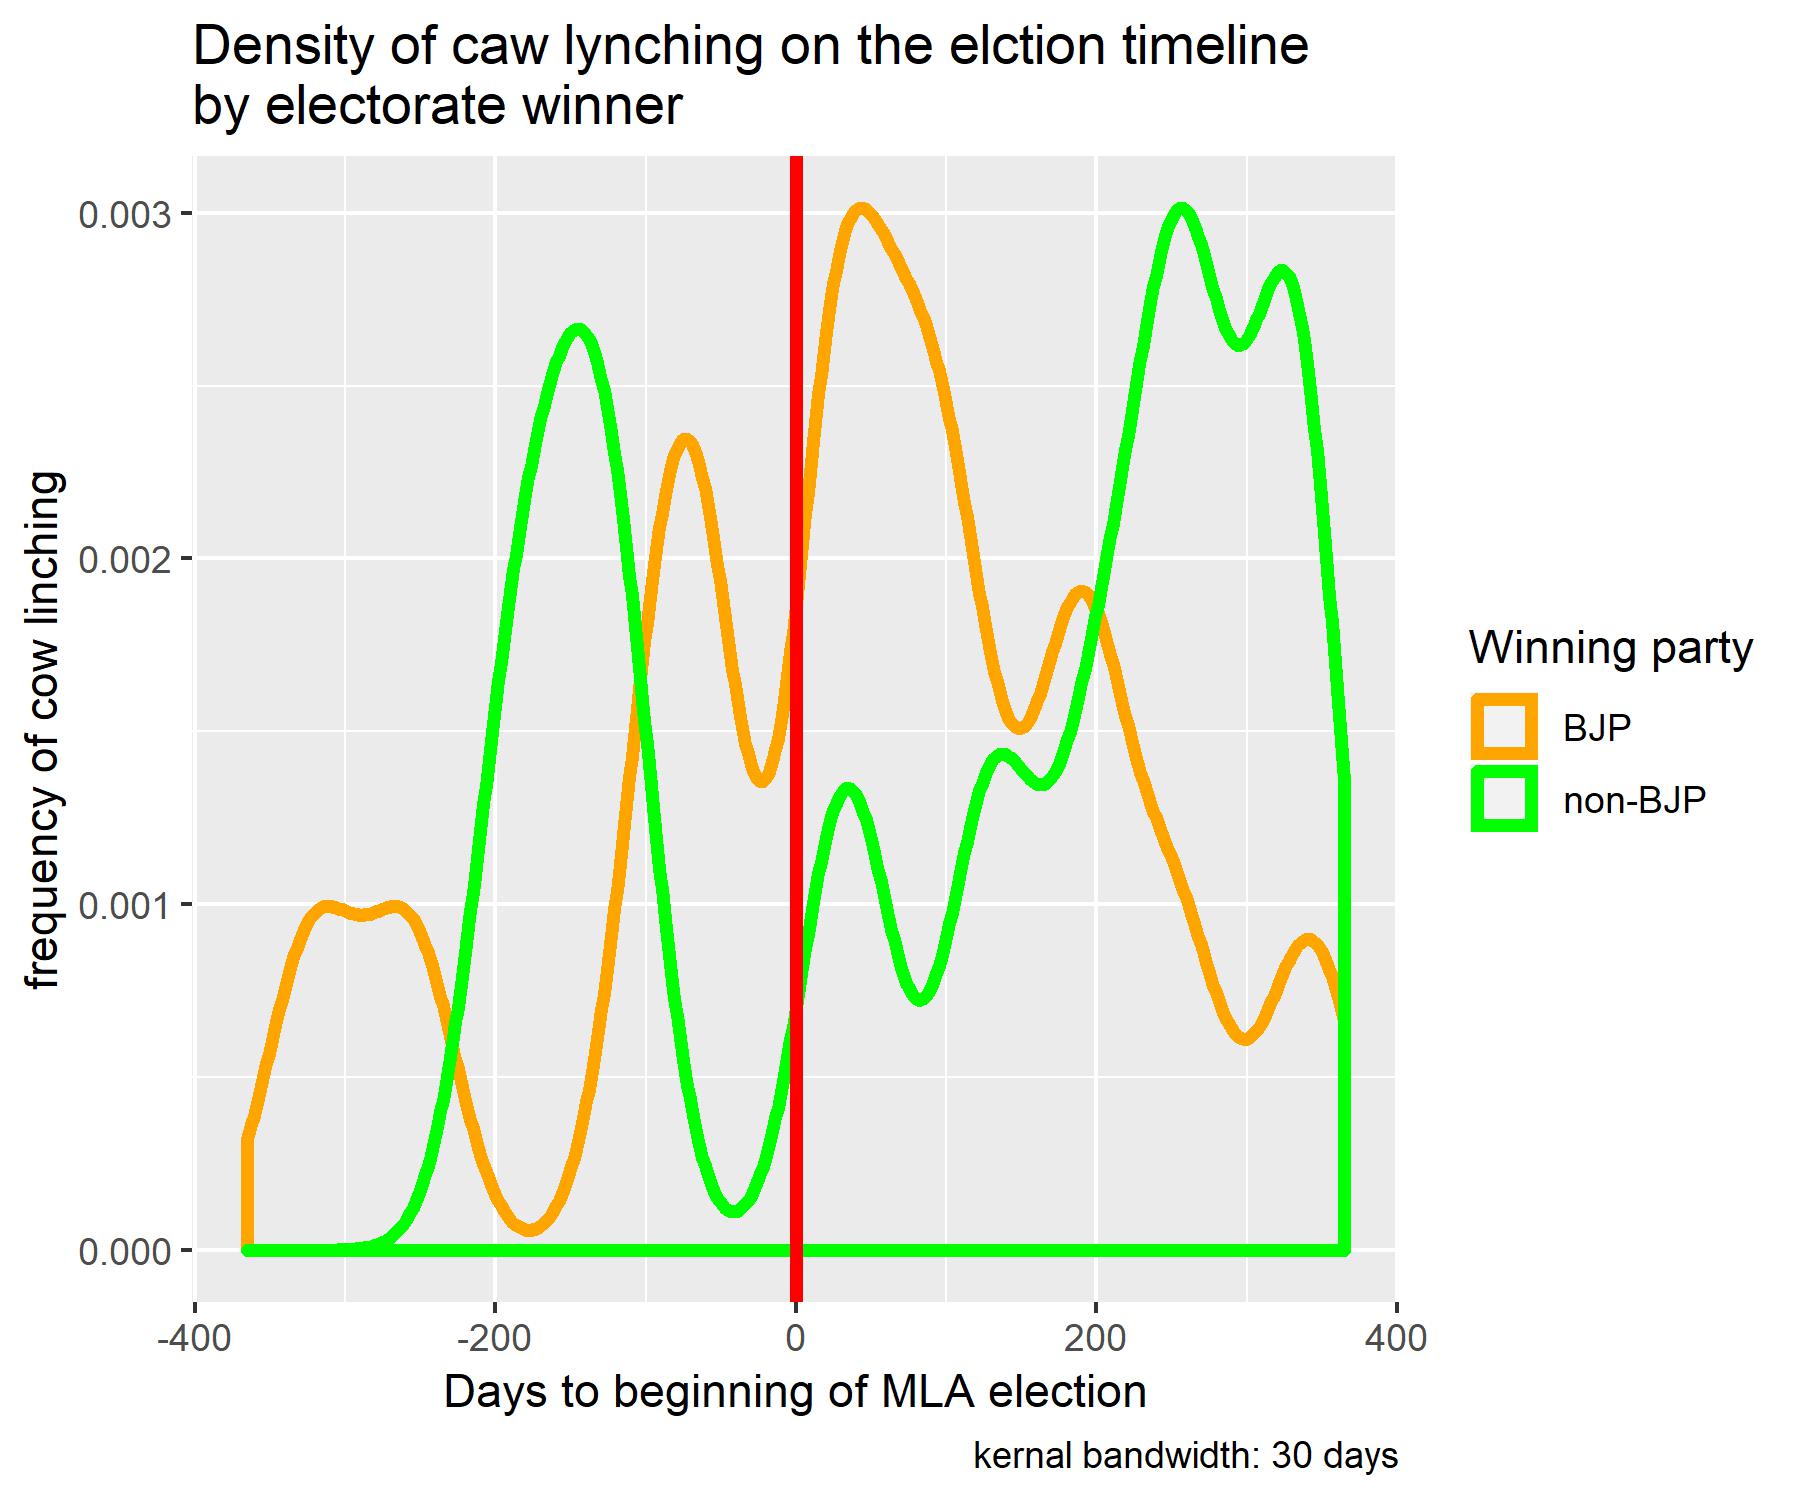 Density of caw lynching on the elction timeline
by electorate winner
frequency of cow linching
0.003
0.002
0.001
0.000
-400
-200
0
200
400
Days to beginning of MLA election
kernal bandwidth: 30 days
Winning party
BJP
non-BJP